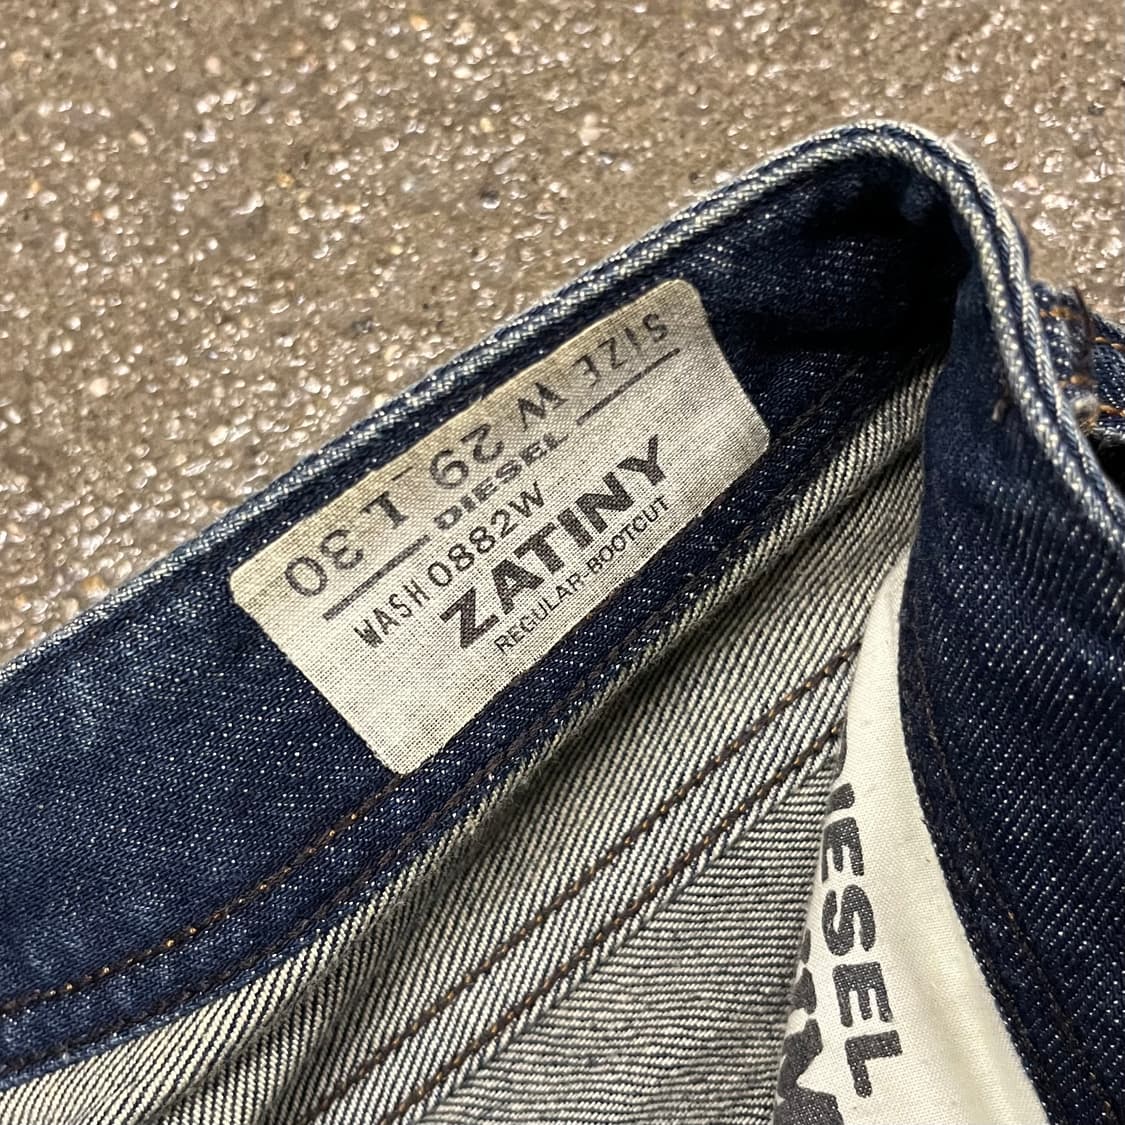 SIZE W 29 L 30
DIESEL
WASH 0882W
ZATINY
REGULAR-BOOTCUT
IESEL